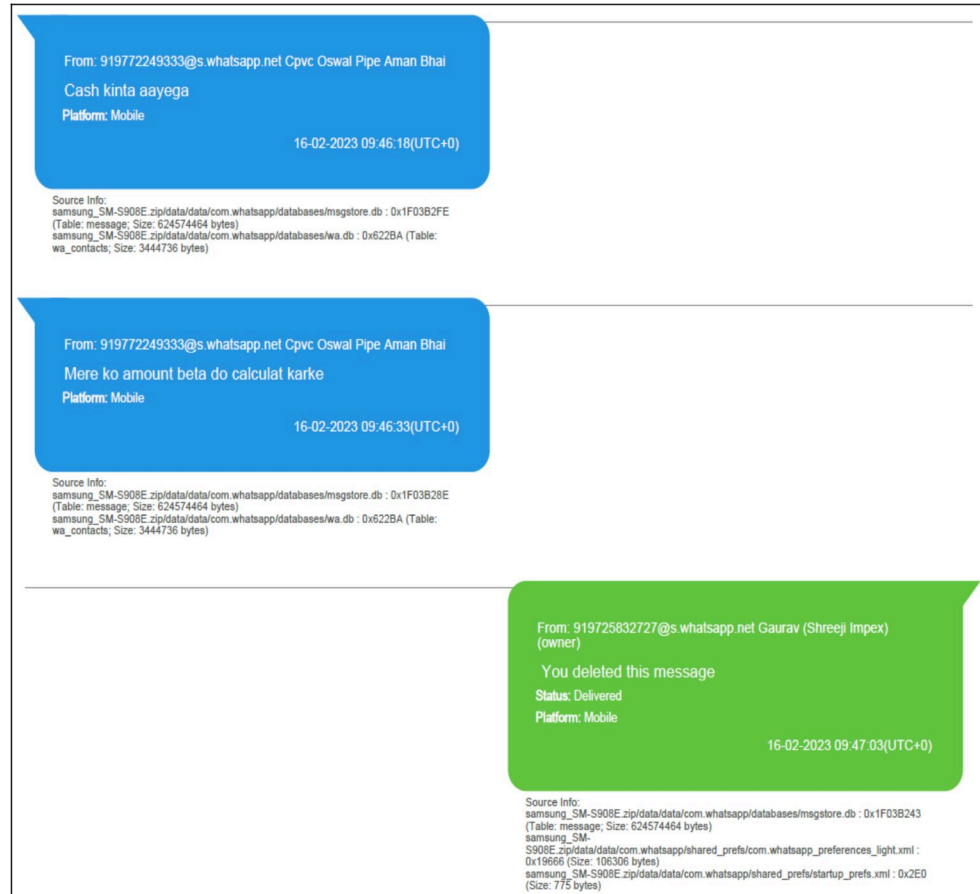 From: 919772249333@s.whatsapp.net Cpvc Oswal Pipe Aman Bhai
Cash kinta aayega
Platform: Mobile
16-02-2023 09:46:18(UTC+0)
Source Info:
samsung_SM-S908E.zip/data/data/com.whatsapp/databases/msgstore.db : 0x1F03B2FE
(Table: message; Size: 624574464 bytes)
samsung_SM-S908E.zip/data/data/com.whatsapp/databases/wa.db : 0x622BA (Table:
wa_contacts; Size: 3444736 bytes)
From: 919772249333@s.whatsapp.net Cpvc Oswal Pipe Aman Bhai
Mere ko amount beta do calculat karke
Platform: Mobile
16-02-2023 09:46:33(UTC+0)
Source Info:
samsung_SM-S908E.zip/data/data/com.whatsapp/databases/msgstore.db : 0x1F03B28E
(Table: message; Size: 624574464 bytes)
samsung_SM-S908E.zip/data/data/com.whatsapp/databases/wa.db : 0x622BA (Table:
wa_contacts; Size: 3444736 bytes)
From: 919725832727@s.whatsapp.net Gaurav (Shreeji Impex)
(owner)
You deleted this message
Status: Delivered
Platform: Mobile
16-02-2023 09:47:03(UTC+0)
Source Info:
samsung_SM-S908E.zip/data/data/com.whatsapp/databases/msgstore.db : 0x1F03B243
(Table: message; Size: 624574464 bytes)
samsung_SM-
S908E.zip/data/data/com.whatsapp/shared_prefs/com.whatsapp_preferences_light.xml :
0x19666 (Size: 106306 bytes)
samsung_SM-S908E.zip/data/data/com.whatsapp/shared_prefs/startup_prefs.xml : 0x2E0
(Size: 775 bytes)